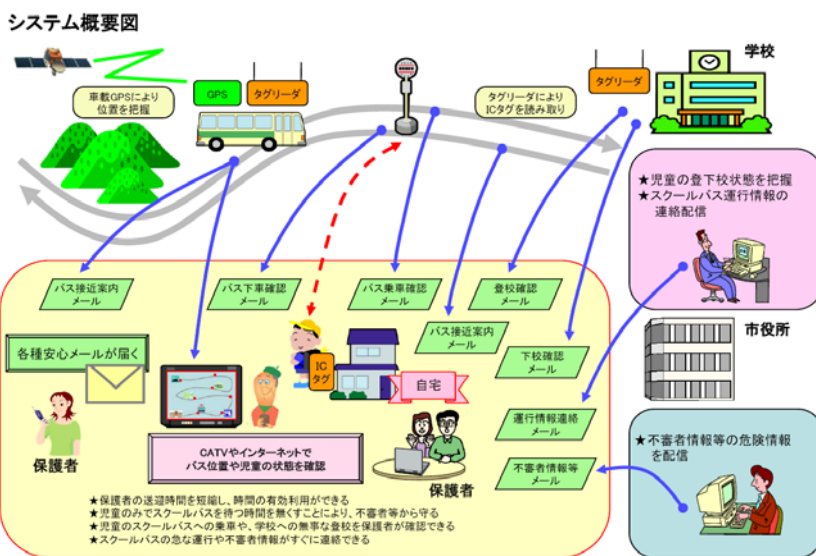 システム概要図
学校
GPS
タグリーダ
タグリーダ
車載GPSにより
位置を把握
タグリーダにより
ICタグを読み取り
★児童の登下校状態を把握
★スクールバス運行情報の
連絡配信
バス接近案内
メール
バス下車確認
メール
バス乗車確認
メール
登校確認
メール
バス接近案内
メール
下校確認
メール
市役所
各種安心メールが届く
IC
タグ
自宅
運行情報連絡
メール
不審者情報等
メール
★不審者情報等の危険情報
を配信
保護者
CATVやインターネットで
バス位置や児童の状態を確認
保護者
★保護者の送迎時間を短縮し、時間の有効利用ができる
★児童のみでスクールバスを待つ時間を無くすことにより、不審者等から守る
★児童のスクールバスへの乗車や、学校への無事な登校を保護者が確認できる
★スクールバスの急な運行や不審者情報がすぐに連絡できる